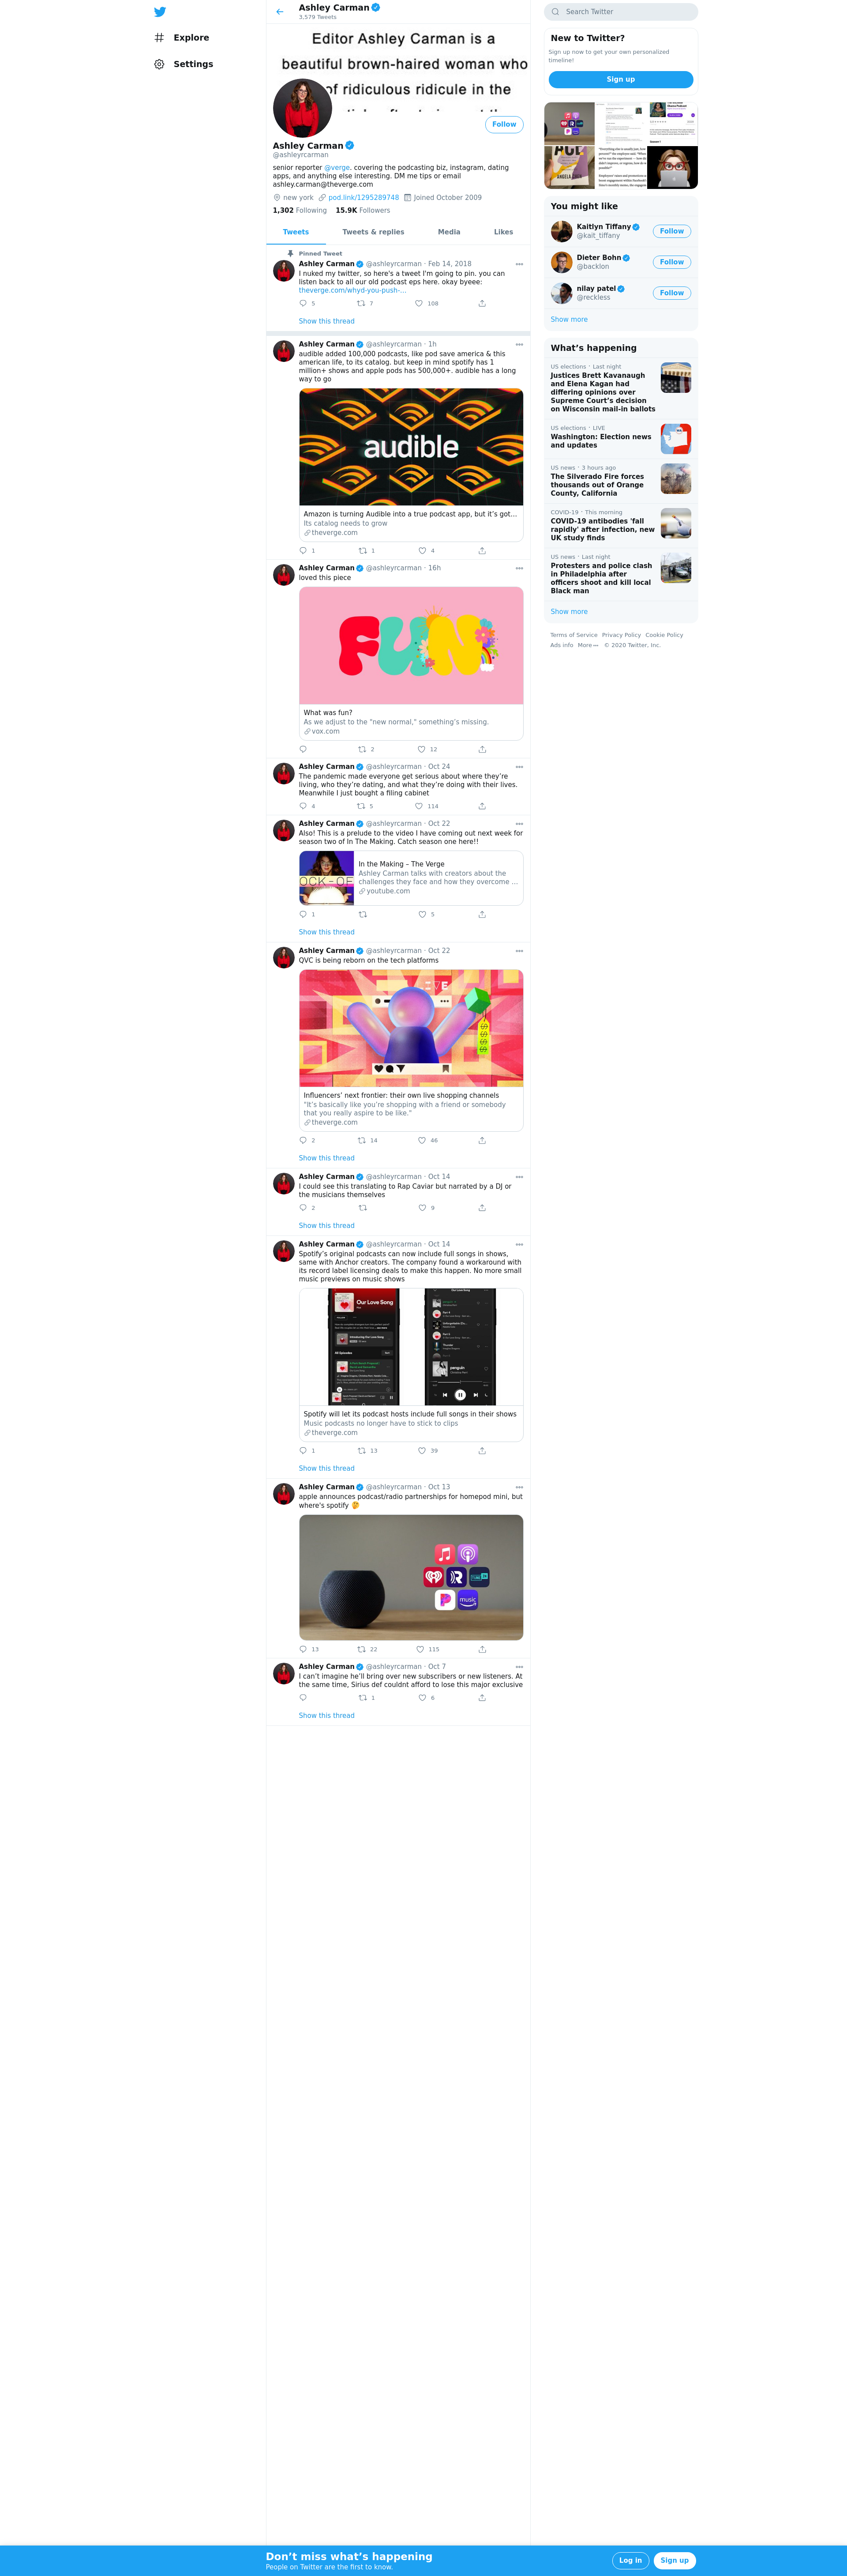 Explore
Settings
Ashley Carman
3,579 Tweets
Editor Ashley Carman is a
beautiful brown-haired woman who
of ridiculous ridicule in the
Follow
Ashley Carman
@ashleyrcarman
senior reporter @verge. covering the podcasting biz, instagram, dating
apps, and anything else interesting. DM me tips or email
ashley.carman@theverge.com
new york pod.link/1295289748 Joined October 2009
1,302 Following 15.9K Followers
Tweets Tweets & replies Media Likes
Pinned Tweet
Ashley Carman @ashleyrcarman · Feb 14, 2018
I nuked my twitter, so here's a tweet I'm going to pin. you can
listen back to all our old podcast eps here. okay byeee:
theverge.com/whyd-you-push-…
5 7 108
Show this thread
Ashley Carman @ashleyrcarman · 1h
audible added 100,000 podcasts, like pod save america & this
american life, to its catalog. but keep in mind spotify has 1
million+ shows and apple pods has 500,000+. audible has a long
way to go
audible
Amazon is turning Audible into a true podcast app, but it's got…
Its catalog needs to grow
theverge.com
1 1 4
Ashley Carman @ashleyrcarman · 16h
loved this piece
FUN
What was fun?
As we adjust to the "new normal," something's missing.
vox.com
2 12
Ashley Carman @ashleyrcarman · Oct 24
The pandemic made everyone get serious about where they're
living, who they're dating, and what they're doing with their lives.
Meanwhile I just bought a filing cabinet
4 5 114
Ashley Carman @ashleyrcarman · Oct 22
Also! This is a prelude to the video I have coming out next week for
season two of In The Making. Catch season one here!!
OCK-OF
In the Making – The Verge
Ashley Carman talks with creators about the
challenges they face and how they overcome …
youtube.com
1 5
Show this thread
Ashley Carman @ashleyrcarman · Oct 22
QVC is being reborn on the tech platforms
Influencers' next frontier: their own live shopping channels
"It's basically like you're shopping with a friend or somebody
that you really aspire to be like."
theverge.com
2 14 46
Show this thread
Ashley Carman @ashleyrcarman · Oct 14
I could see this translating to Rap Caviar but narrated by a DJ or
the musicians themselves
2 9
Show this thread
Ashley Carman @ashleyrcarman · Oct 14
Spotify's original podcasts can now include full songs in shows,
same with Anchor creators. The company found a workaround with
its record label licensing deals to make this happen. No more small
music previews on music shows
Our Love Song
penguin
Spotify will let its podcast hosts include full songs in their shows
Music podcasts no longer have to stick to clips
theverge.com
1 13 39
Show this thread
Ashley Carman @ashleyrcarman · Oct 13
apple announces podcast/radio partnerships for homepod mini, but
where's spotify 🤔
music
13 22 115
Ashley Carman @ashleyrcarman · Oct 7
I can't imagine he'll bring over new subscribers or new listeners. At
the same time, Sirius def couldnt afford to lose this major exclusive
1 6
Show this thread
Search Twitter
New to Twitter?
Sign up now to get your own personalized
timeline!
Sign up
You might like
Kaitlyn Tiffany
@kait_tiffany
Follow
Dieter Bohn
@backlon
Follow
nilay patel
@reckless
Follow
Show more
What's happening
US elections · Last night
Justices Brett Kavanaugh
and Elena Kagan had
differing opinions over
Supreme Court's decision
on Wisconsin mail-in ballots
US elections · LIVE
Washington: Election news
and updates
US news · 3 hours ago
The Silverado Fire forces
thousands out of Orange
County, California
COVID-19 · This morning
COVID-19 antibodies 'fall
rapidly' after infection, new
UK study finds
US news · Last night
Protesters and police clash
in Philadelphia after
officers shoot and kill local
Black man
Show more
Terms of Service Privacy Policy Cookie Policy
Ads info More © 2020 Twitter, Inc.
Don't miss what's happening
People on Twitter are the first to know.
Log in
Sign up